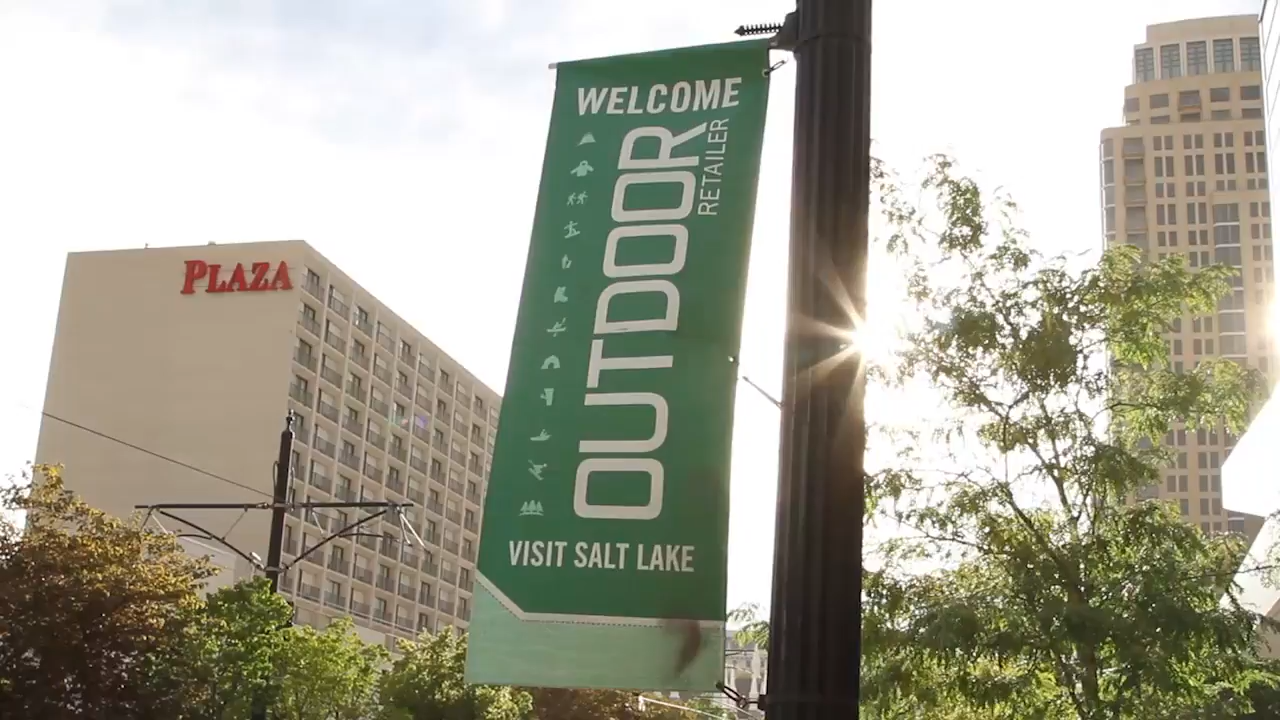 PLAZA
WELCOME
OUTDOOR
RETAILER
VISIT SALT LAKE